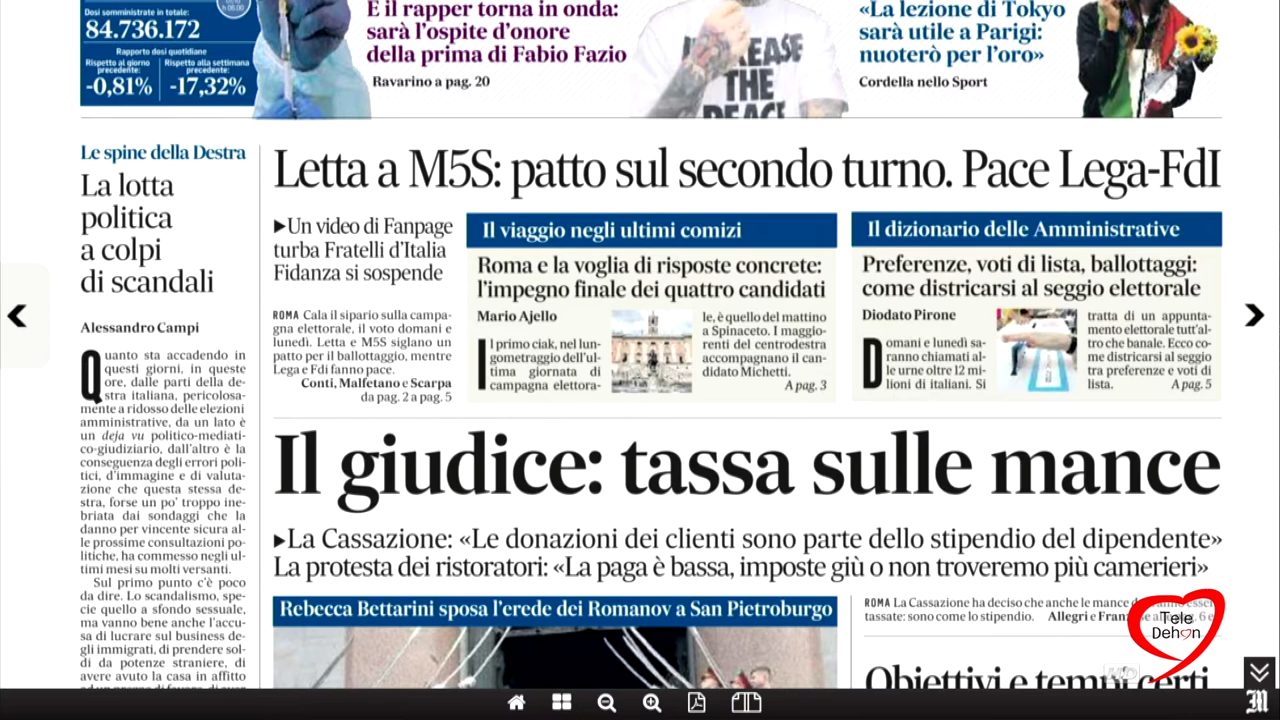 Dosi somministrate in totale:
84.736.172
Rapporto dosi quotidiane
Rispetto al giorno precedente:
-0,81%
Rispetto alla settimana precedente:
-17,32%
E il rapper torna in onda:
sarà l'ospite d'onore
della prima di Fabio Fazio
Ravarino a pag. 20
THE
PEACE
«La lezione di Tokyo
sarà utile a Parigi:
nuoterò per l'oro»
Cordella nello Sport
Le spine della Destra
La lotta
politica
a colpi
di scandali
Alessandro Campi
Quanto sta accadendo in
questi giorni, in queste
ore, dalle parti della de-
stra italiana, pericolosa-
mente a ridosso delle elezioni
amministrative, da un lato è
un deja vu politico-mediati-
co-giudiziario, dall'altro è la
conseguenza degli errori poli-
tici, d'immagine e di valuta-
zione che questa stessa de-
stra, forse un po' troppo ine-
briata dai sondaggi che la
danno per vincente sicura al-
le prossime consultazioni po-
litiche, ha commesso negli ul-
timi mesi su molti versanti.
Sul primo punto c'è poco
da dire. Lo scandalismo, spe-
cie quello a sfondo sessuale,
ma vanno bene anche l'accu-
sa di lucrare sul business de-
gli immigrati, di prendere sol-
di da potenze straniere, di
avere avuto la casa in affitto
Letta a M5S: patto sul secondo turno. Pace Lega-FdI
►Un video di Fanpage
turba Fratelli d'Italia
Fidanza si sospende
ROMA Cala il sipario sulla campa-
gna elettorale, il voto domani e
lunedì. Letta e M5S siglano un
patto per il ballottaggio, mentre
Lega e Fdi fanno pace.
Conti, Malfetano e Scarpa
da pag. 2 a pag. 5
Il viaggio negli ultimi comizi
Roma e la voglia di risposte concrete:
l'impegno finale dei quattro candidati
Mario Ajello
Il primo ciak, nel lun-
gometraggio dell'ul-
tima giornata di
campagna elettora-
le, è quello del mattino
a Spinaceto. I maggio-
renti del centrodestra
accompagnano il can-
didato Michetti.
A pag. 3
Il dizionario delle Amministrative
Preferenze, voti di lista, ballottaggi:
come districarsi al seggio elettorale
Diodato Pirone
Domani e lunedì sa-
ranno chiamati al-
le urne oltre 12 mi-
lioni di italiani. Si
tratta di un appunta-
mento elettorale tutt'al-
tro che banale. Ecco co-
me districarsi al seggio
tra preferenze e voti di
lista.
A pag. 5
Il giudice: tassa sulle mance
►La Cassazione: «Le donazioni dei clienti sono parte dello stipendio del dipendente»
La protesta dei ristoratori: «La paga è bassa, imposte giù o non troveremo più camerieri»
Rebecca Bettarini sposa l'erede dei Romanov a San Pietroburgo
ROMA La Cassazione ha deciso che anche le mance
tassate: sono come lo stipendio.
Allegri e
Obiettivi e tempi certi
Tele
Dehon
HD
M